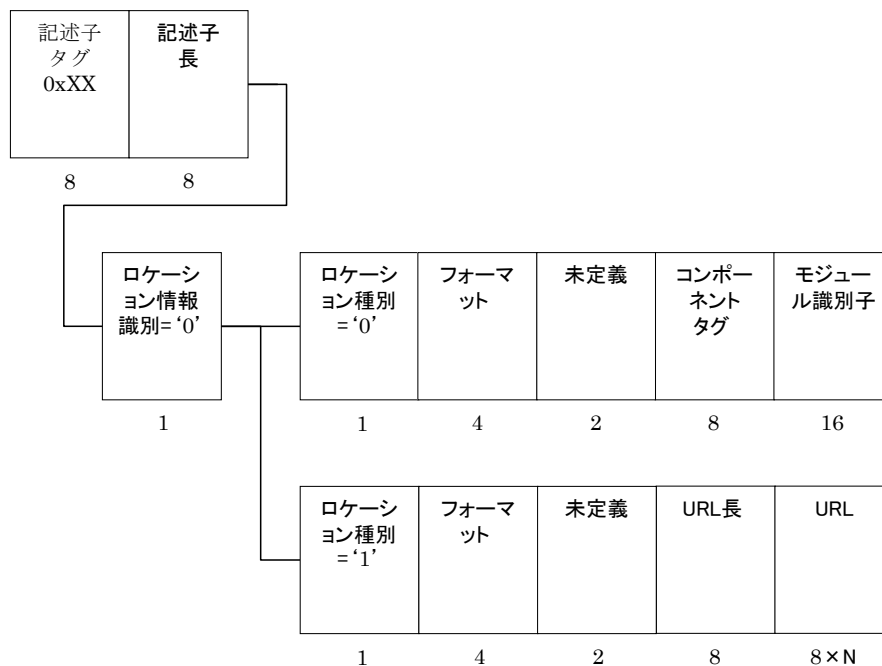 記述子
タグ
0xXX
記述子
長
8
8
ロケーシ
ョン情報
識別= ‘0’
1
ロケーシ
ョン種別
= ‘0’
フォーマ
ット
未定義
コンポー
ネント
タグ
モジュー
ル識別子
1
4
2
8
16
ロケーシ
ョン種別
= ‘1’
フォーマ
ット
未定義
URL長
URL
1
4
2
8
8×N